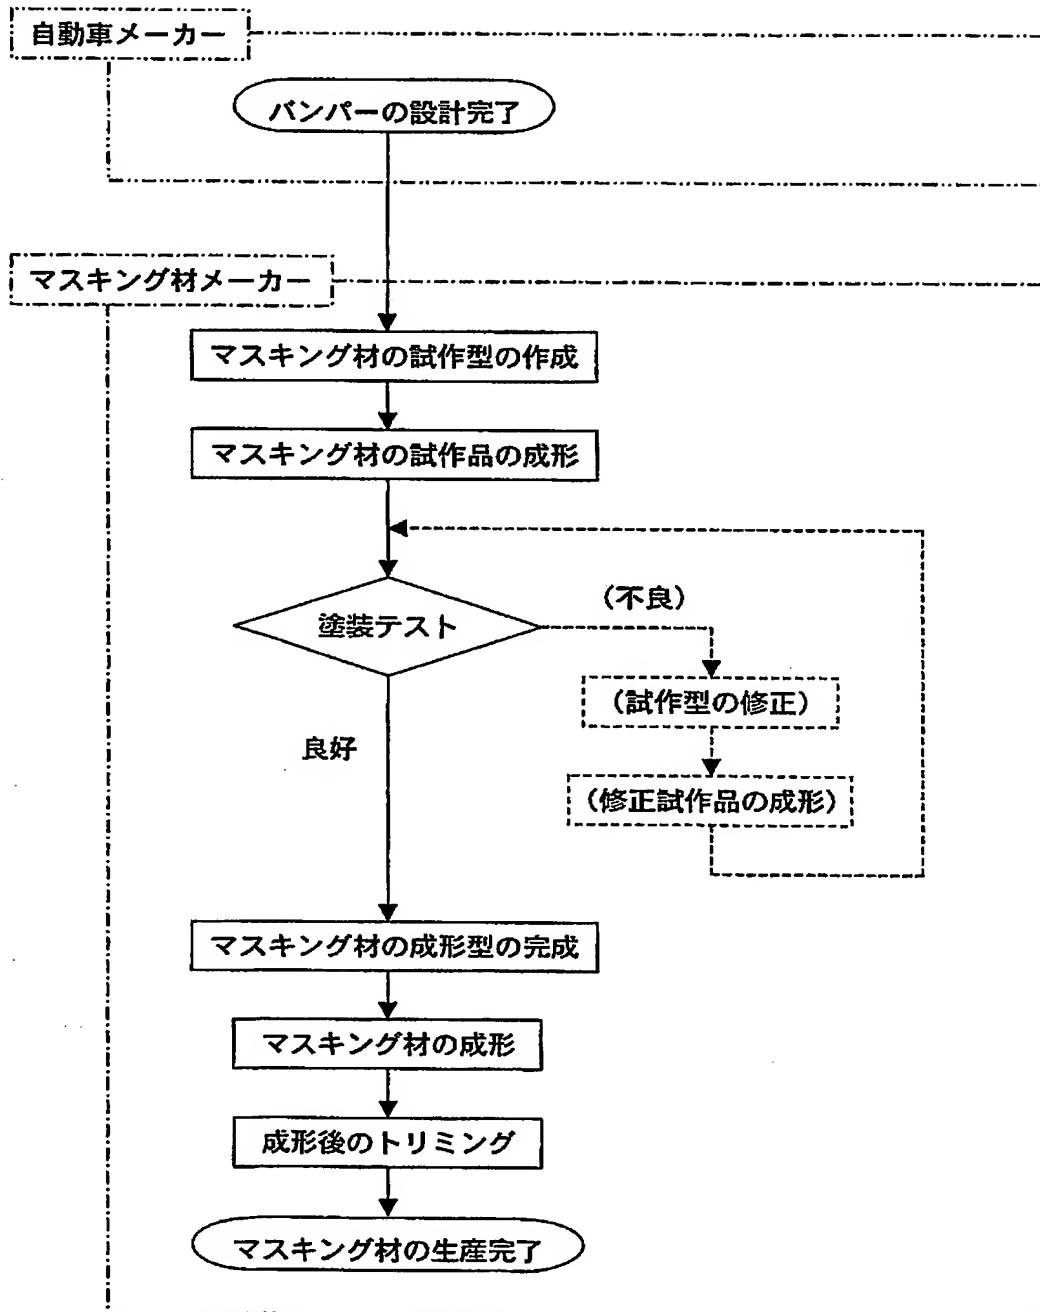 自動車メーカー
バンパーの設計完了
マスキング材メーカー
マスキング材の試作型の作成
マスキング材の試作品の成形
塗装テスト
(不良)
(試作型の修正)
良好
(修正試作品の成形)
マスキング材の成形型の完成
マスキング材の成形
成形後のトリミング
マスキング材の生産完了